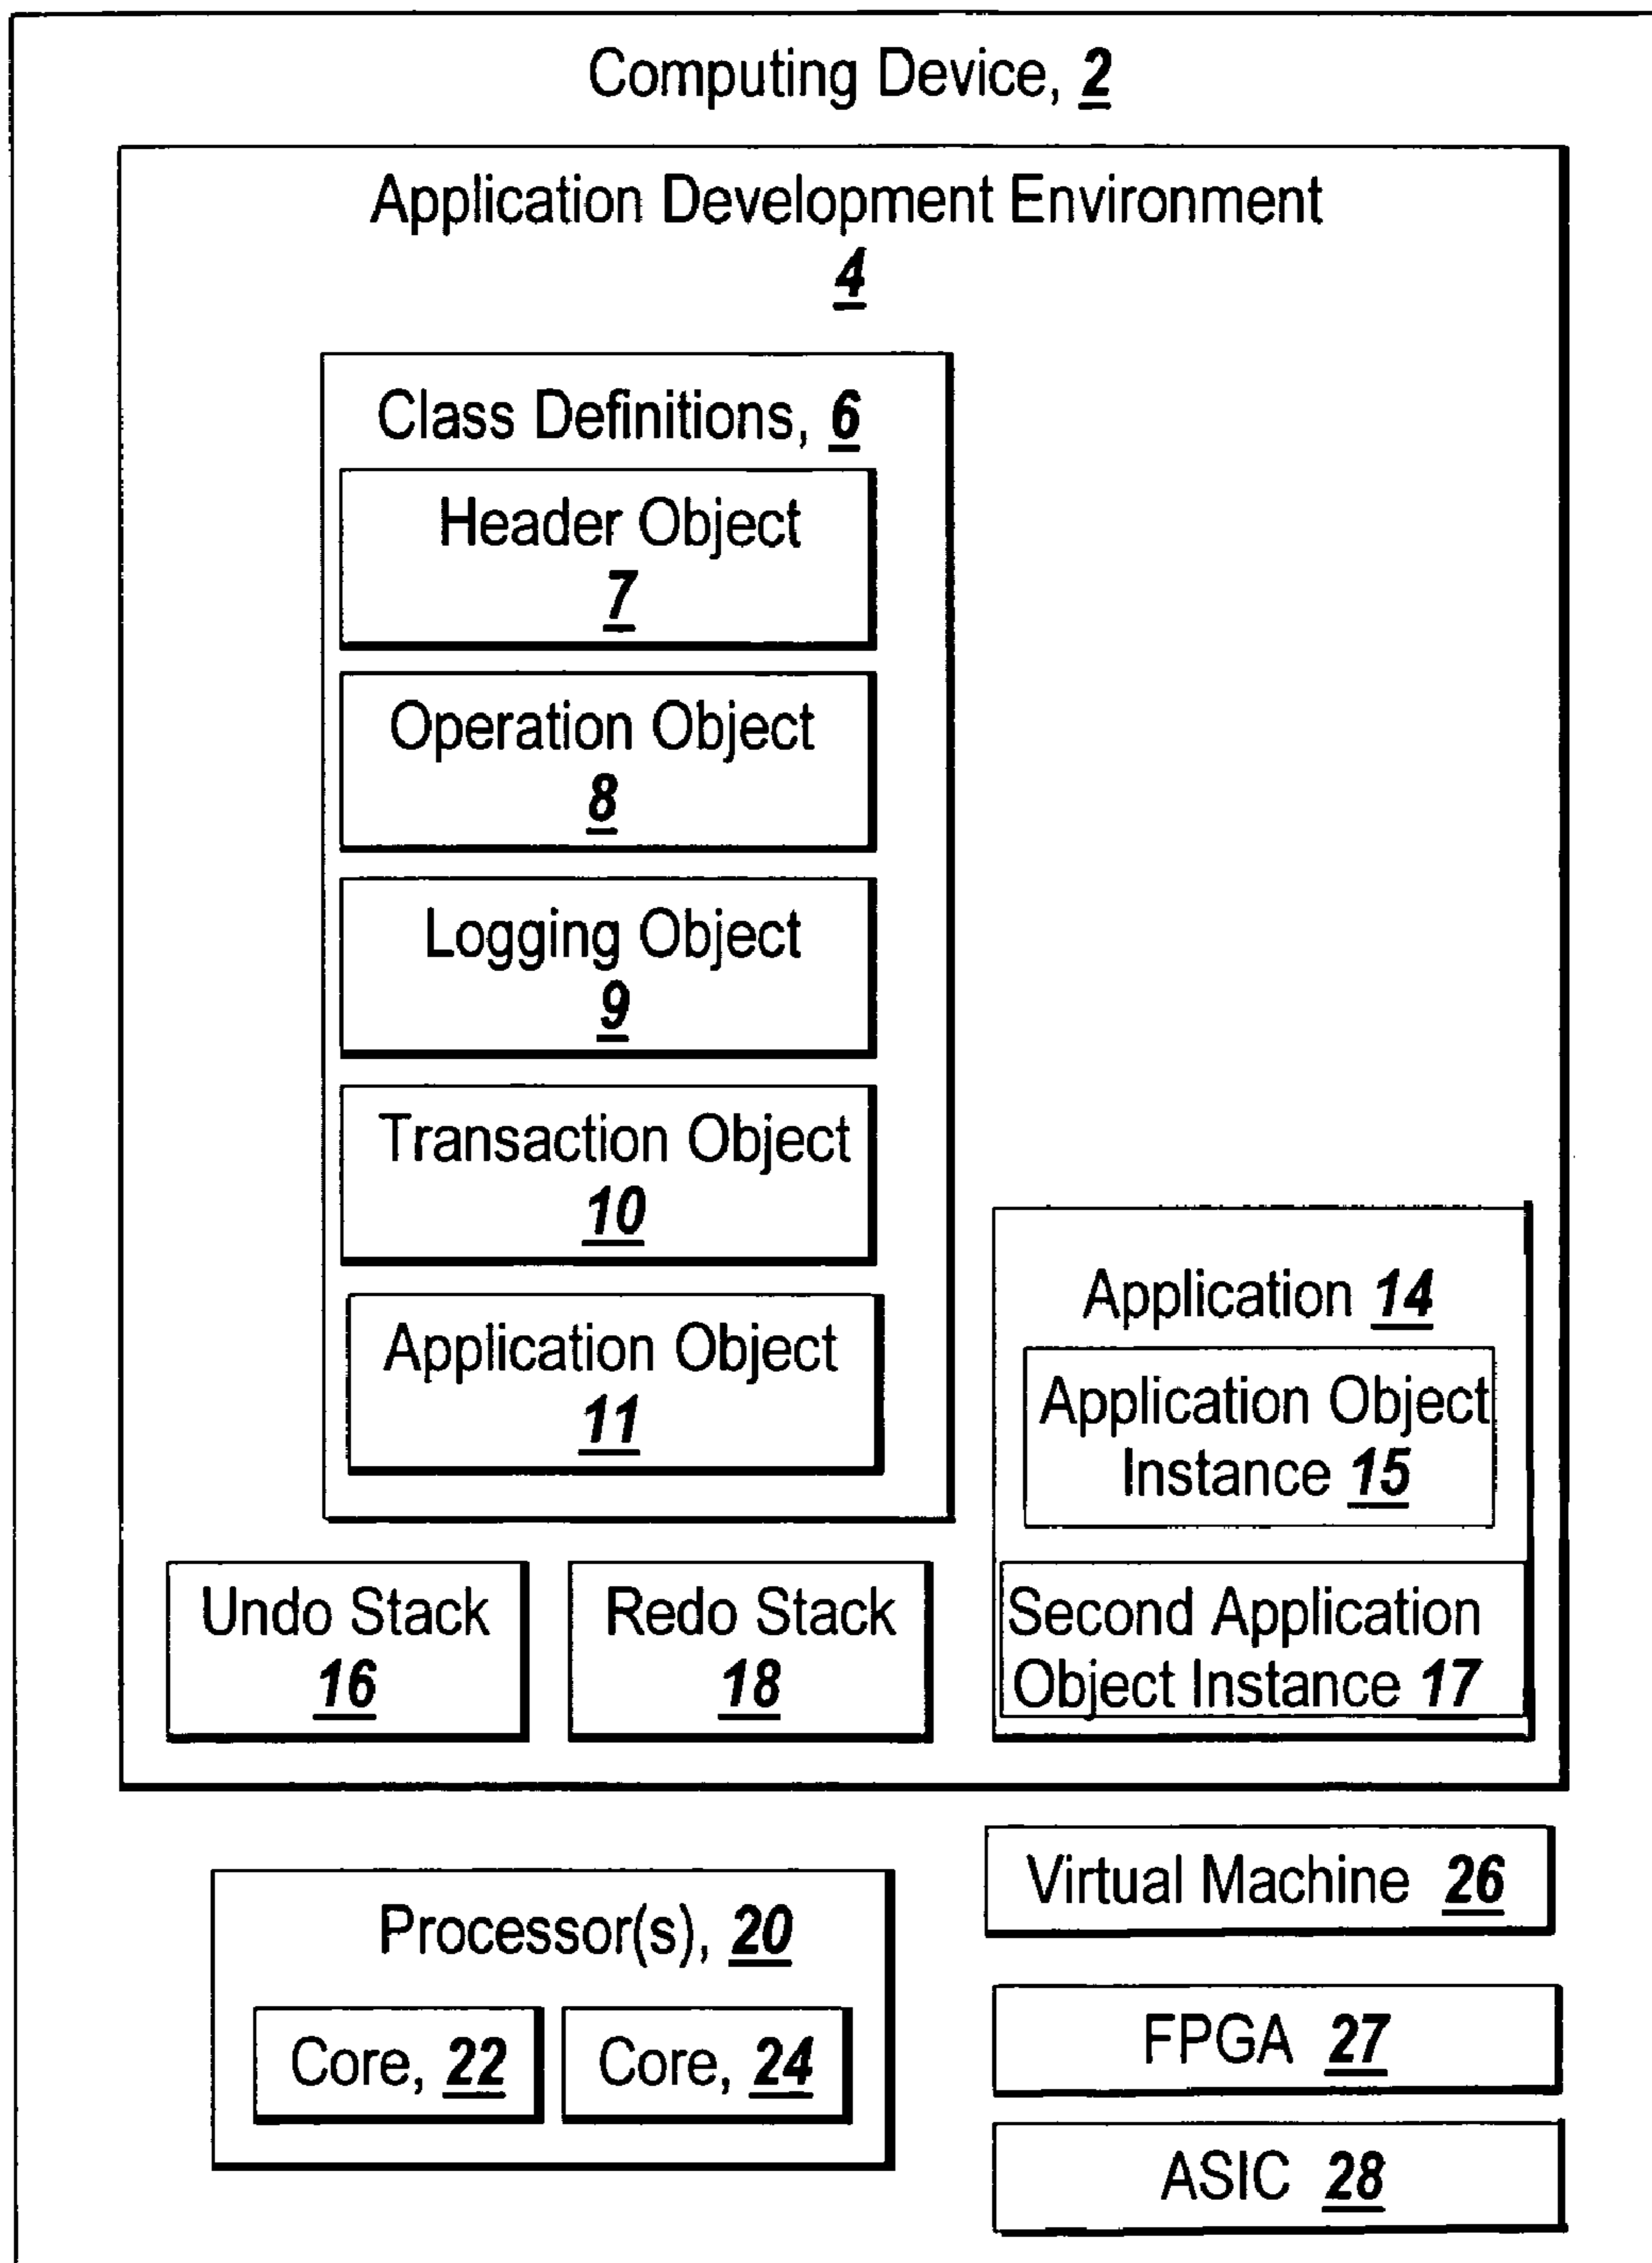 Computing Device, 2
Application Development Environment
4
Class Definitions, 6
Header Object
7
Operation Object
8
Logging Object
9
Transaction Object
10
Application Object
11
Application 14
Application Object
Instance 15
Second Application
Object Instance 17
Undo Stack
16
Redo Stack
18
Processor(s), 20
Core, 22
Core, 24
Virtual Machine 26
FPGA 27
ASIC 28